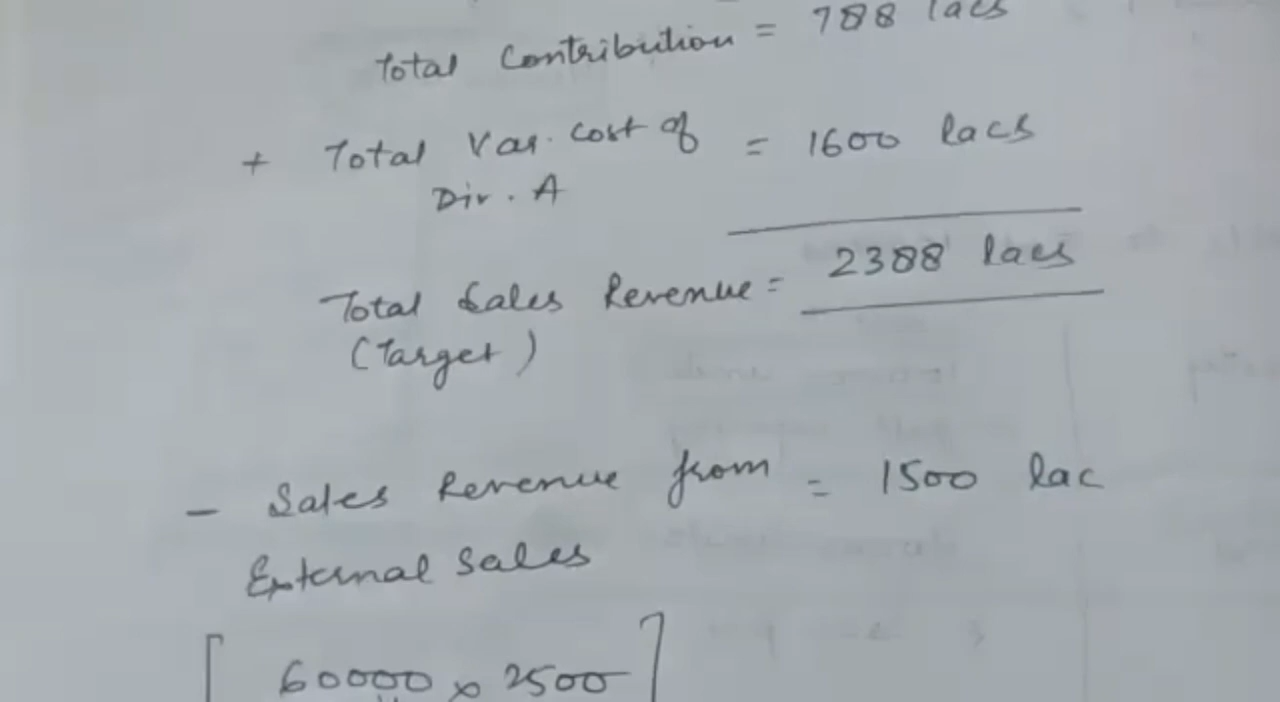 Total Contribution = 788 lacs
+ Total Var. Cost of = 1600 lacs
Div. A
Total Sales Revenue = 2388 lacs
(Target)
- Sales Revenue from = 1500 lac
External Sales
[ 60000 x 2500 ]